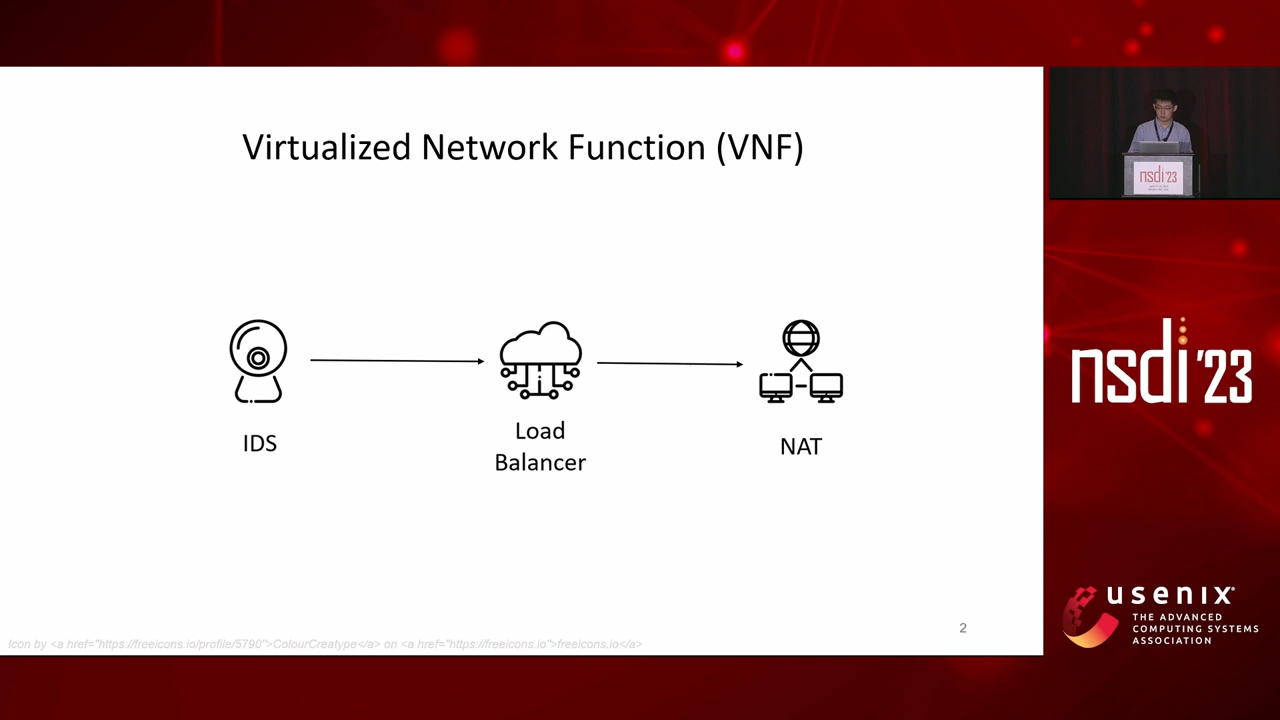 Virtualized Network Function (VNF)
IDS
Load
Balancer
NAT
2
Icon by <a href="https://freeicons.io/profile/5790">ColourCreatype</a> on <a href="https://freeicons.io">freeicons.io</a>
nsdi '23
nsdi '23
usenix
THE ADVANCED
COMPUTING SYSTEMS
ASSOCIATION